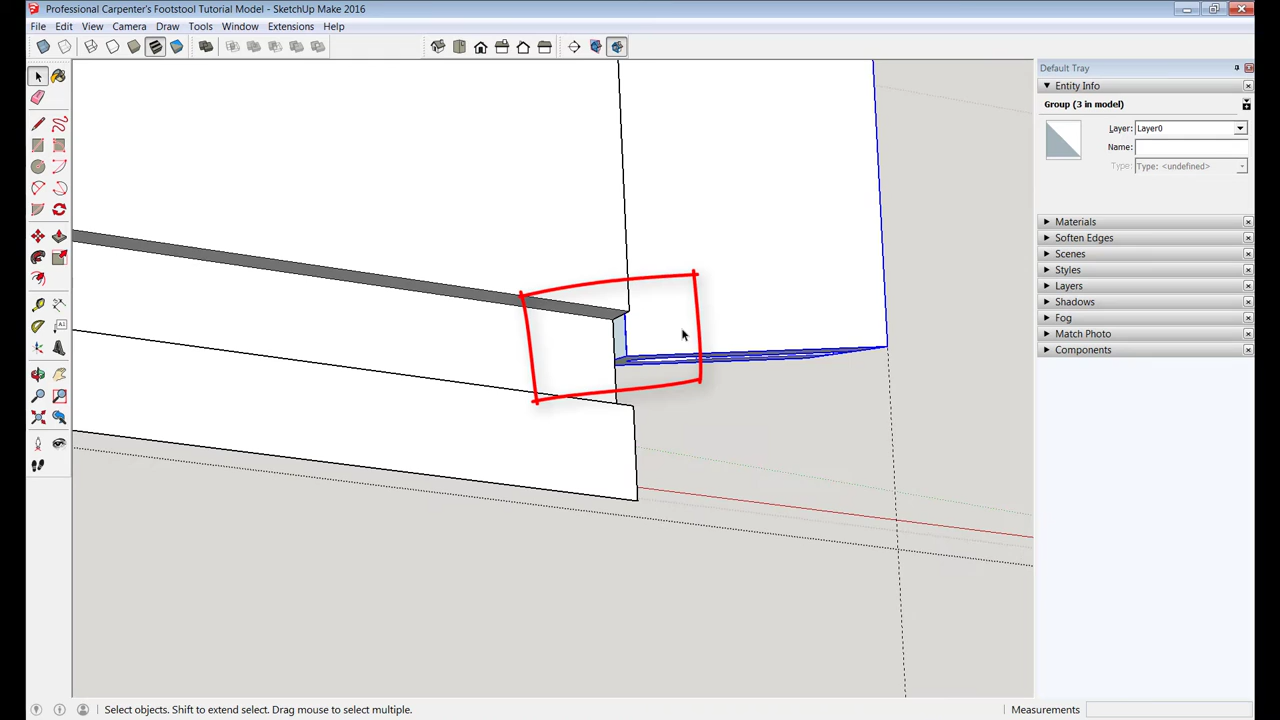 Professional Carpenter's Footstool Tutorial Model - SketchUp Make 2016
File Edit View Camera Draw Tools Window Extensions Help
Default Tray
Entity Info
Group (3 in model)
Layer: Layer0
Name:
Type: Type: <undefined>
Materials
Soften Edges
Scenes
Styles
Layers
Shadows
Fog
Match Photo
Components
Select objects. Shift to extend select. Drag mouse to select multiple.
Measurements